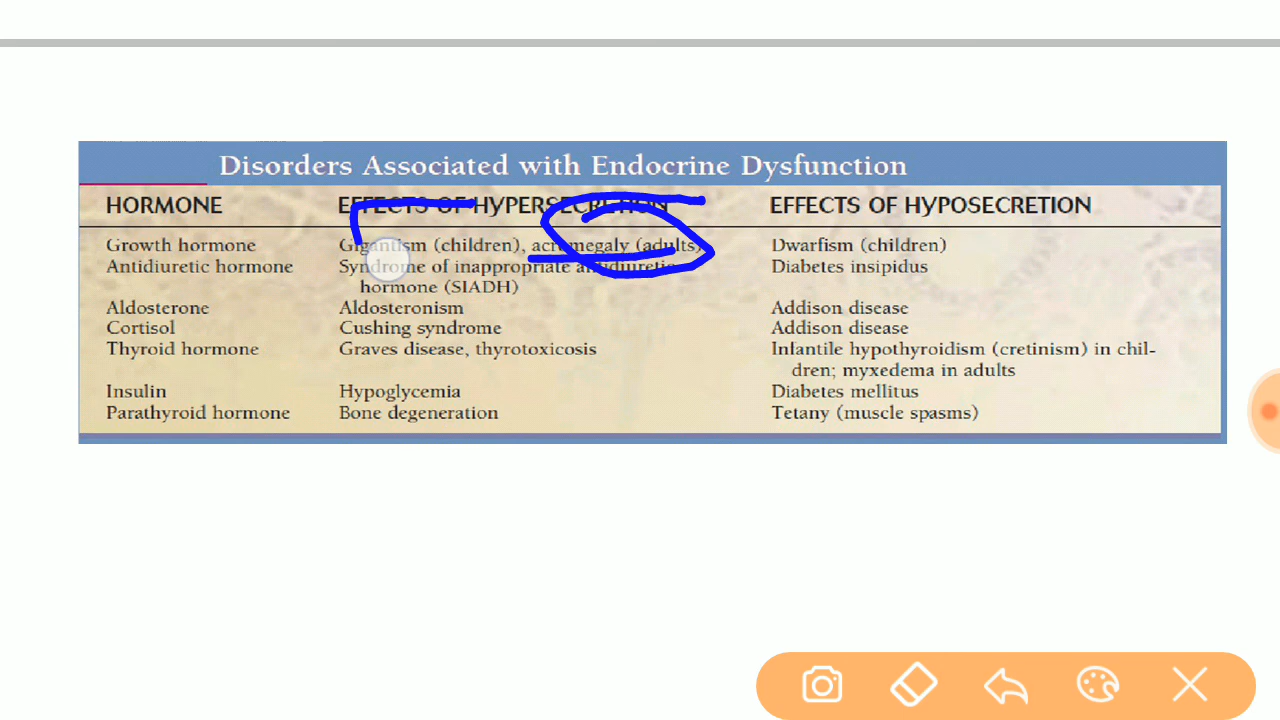 Disorders Associated with Endocrine Dysfunction
HORMONE EFFECTS OF HYPERSECRETION EFFECTS OF HYPOSECRETION
Growth hormone Gigantism (children), acromegaly (adults) Dwarfism (children)
Antidiuretic hormone Syndrome of inappropriate antidiuretic Diabetes insipidus
hormone (SIADH)
Aldosterone Aldosteronism Addison disease
Cortisol Cushing syndrome Addison disease
Thyroid hormone Graves disease, thyrotoxicosis Infantile hypothyroidism (cretinism) in chil-
dren; myxedema in adults
Insulin Hypoglycemia Diabetes mellitus
Parathyroid hormone Bone degeneration Tetany (muscle spasms)